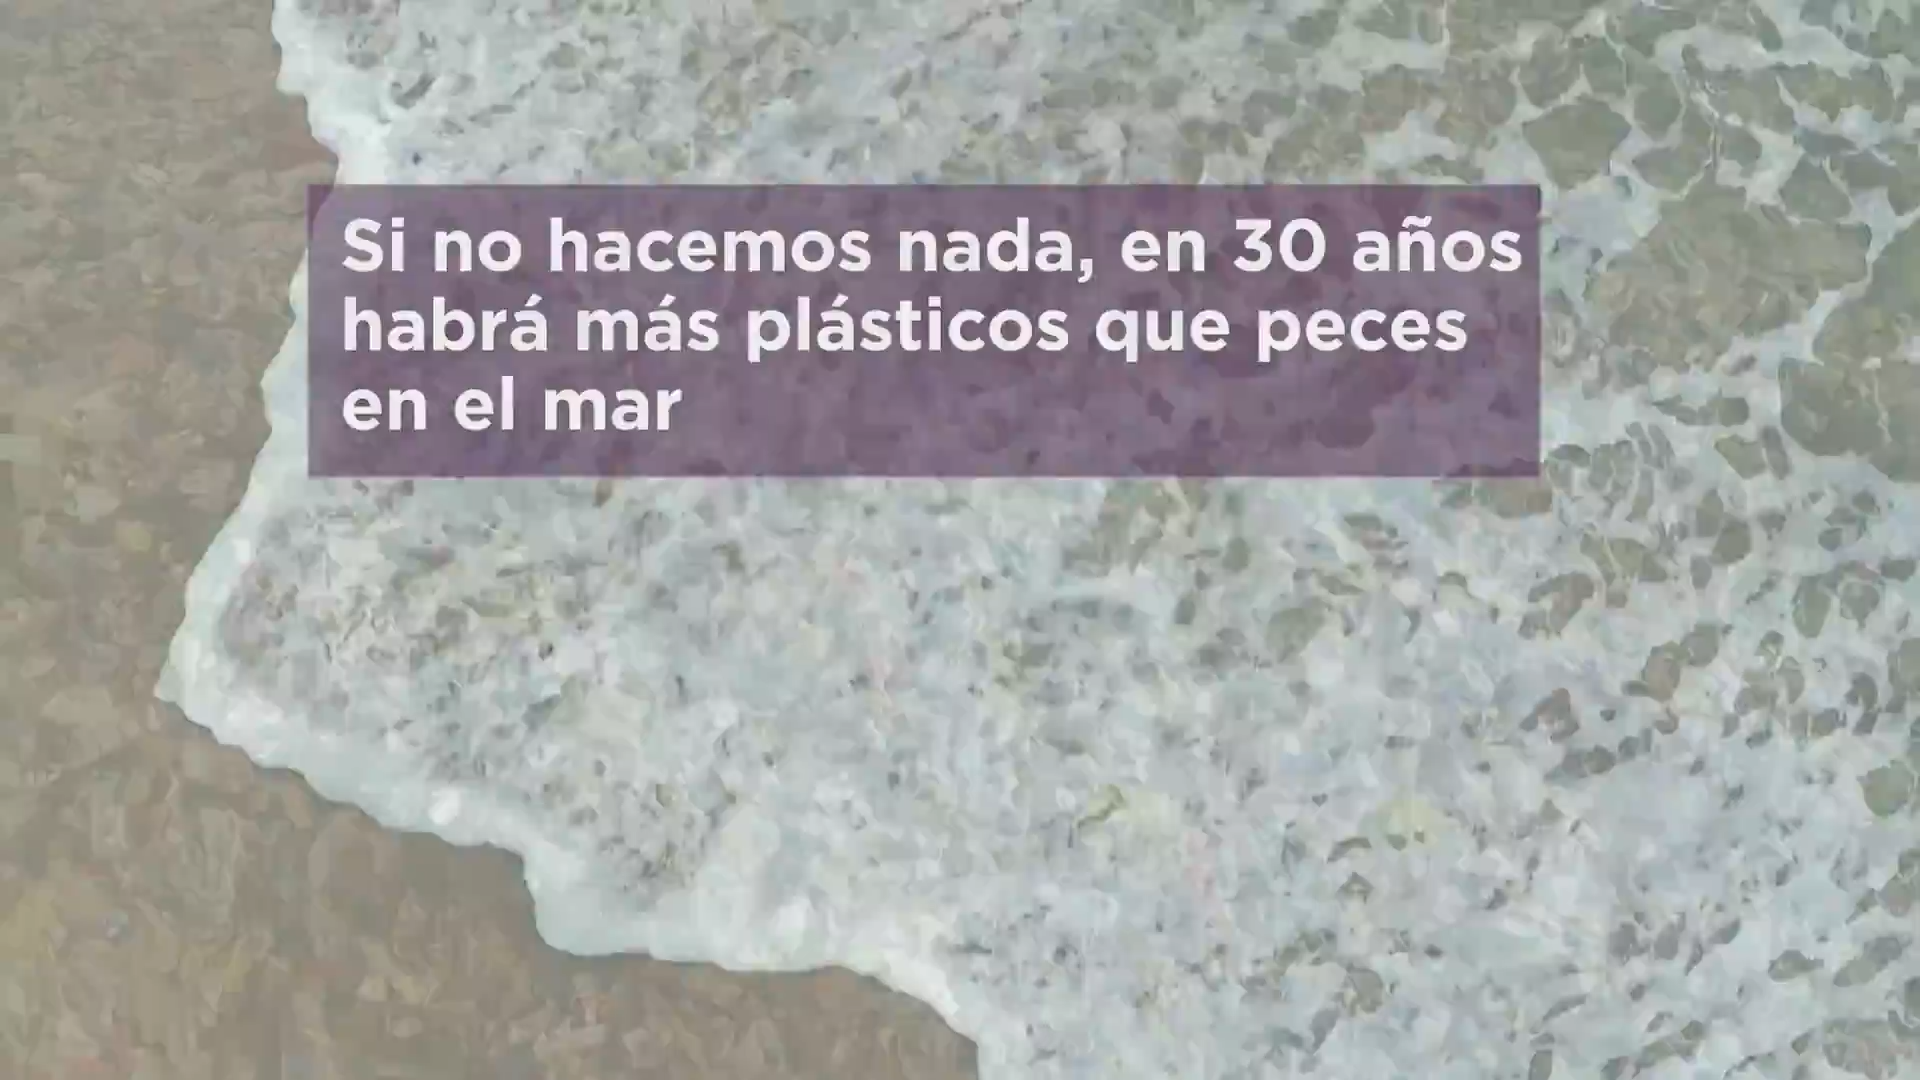 Si no hacemos nada, en 30 años
habrá más plásticos que peces
en el mar